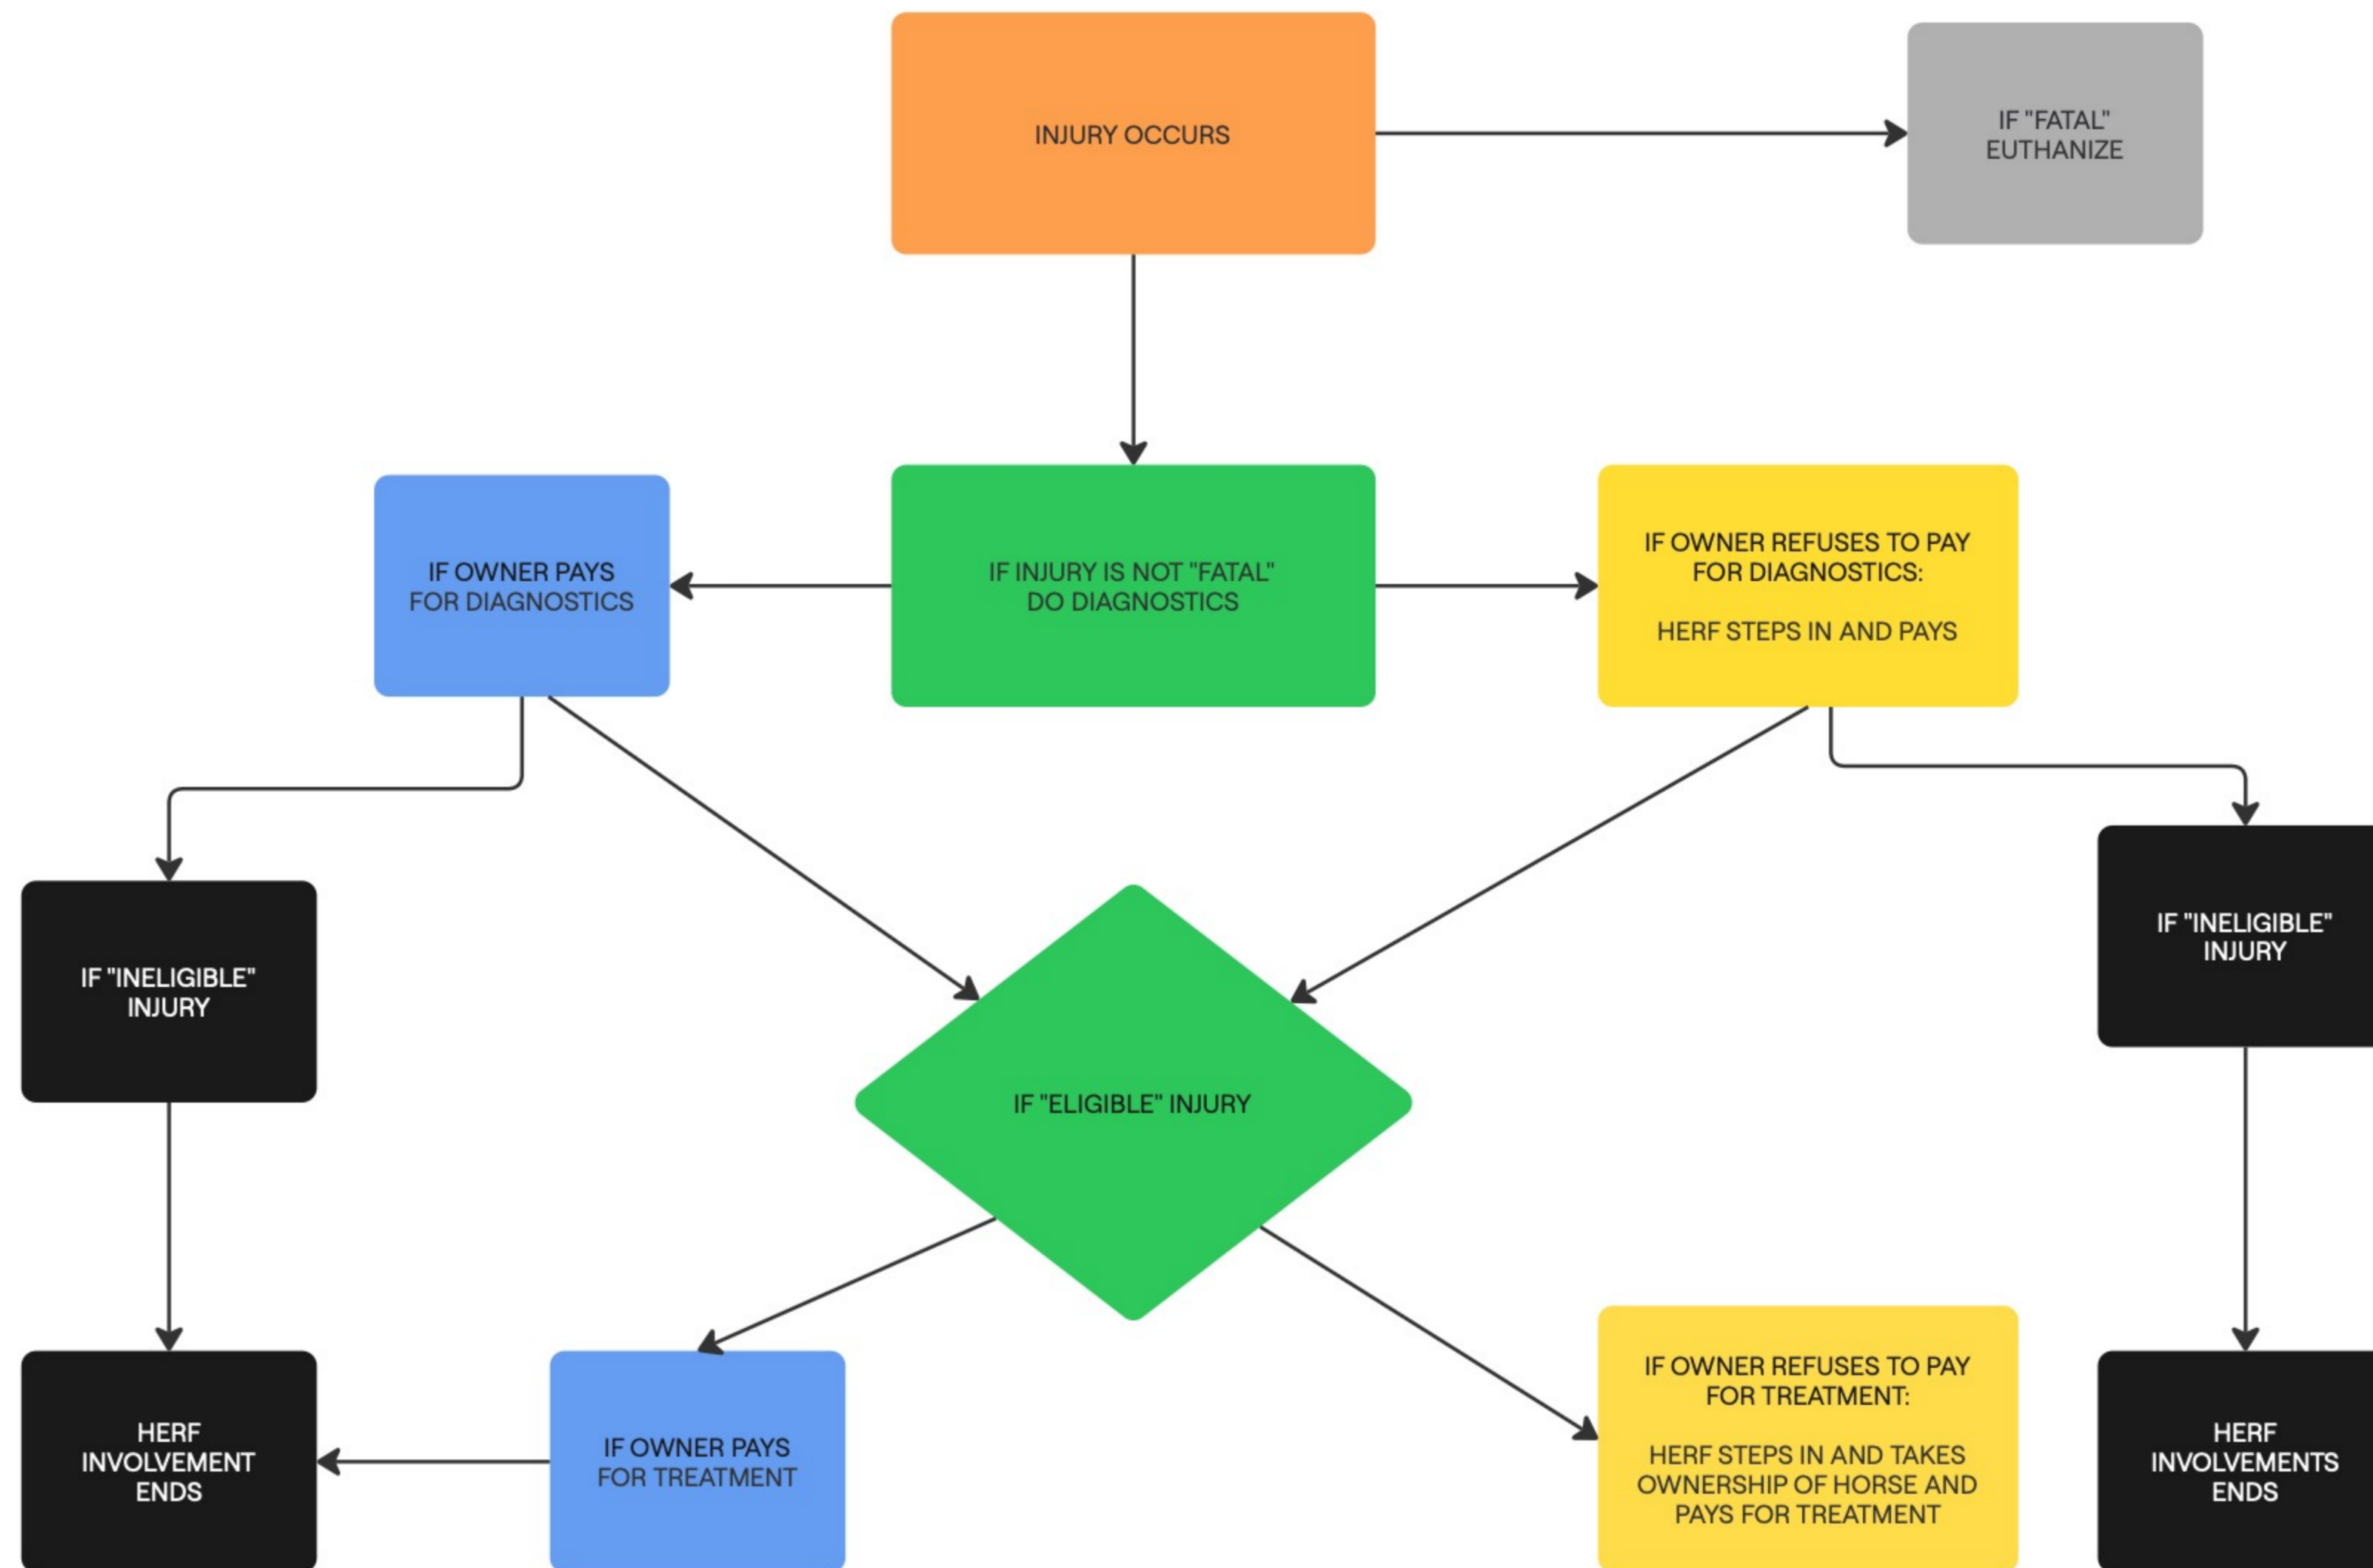 INJURY OCCURS
IF "FATAL"
EUTHANIZE
IF OWNER PAYS
FOR DIAGNOSTICS
IF INJURY IS NOT "FATAL"
DO DIAGNOSTICS
IF OWNER REFUSES TO PAY
FOR DIAGNOSTICS:
HERF STEPS IN AND PAYS
IF "INELIGIBLE"
INJURY
IF "ELIGIBLE" INJURY
IF "INELIGIBLE"
INJURY
HERF
INVOLVEMENT
ENDS
IF OWNER PAYS
FOR TREATMENT
IF OWNER REFUSES TO PAY
FOR TREATMENT:
HERF STEPS IN AND TAKES
OWNERSHIP OF HORSE AND
PAYS FOR TREATMENT
HERF
INVOLVEMENTS
ENDS